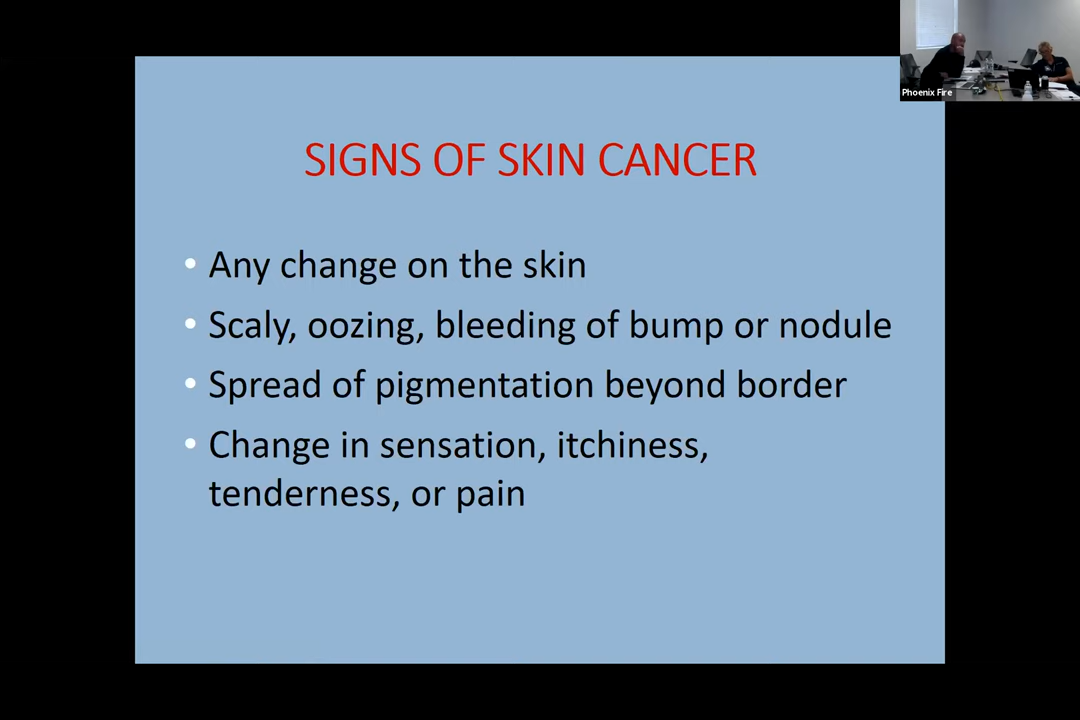 Phoenix Fire
SIGNS OF SKIN CANCER
• Any change on the skin
• Scaly, oozing, bleeding of bump or nodule
• Spread of pigmentation beyond border
• Change in sensation, itchiness,
tenderness, or pain